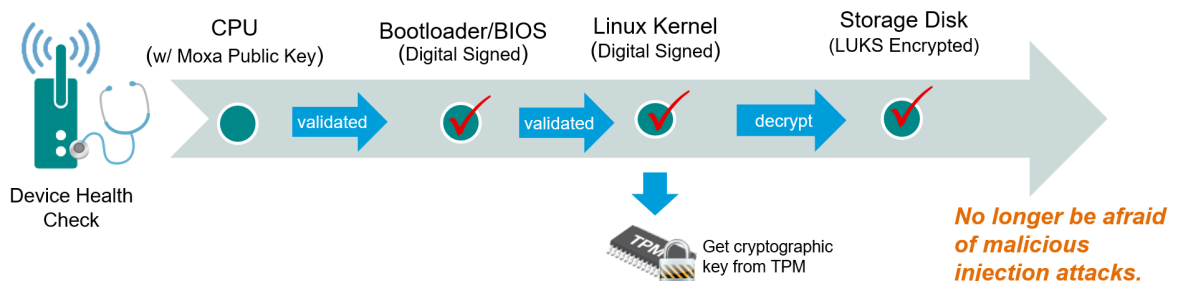 CPU
(w/ Moxa Public Key)
Bootloader/BIOS
(Digital Signed)
Linux Kernel
(Digital Signed)
Storage Disk
(LUKS Encrypted)
validated
validated
decrypt
Device Health
Check
TPM
Get cryptographic
key from TPM
No longer be afraid
of malicious
injection attacks.